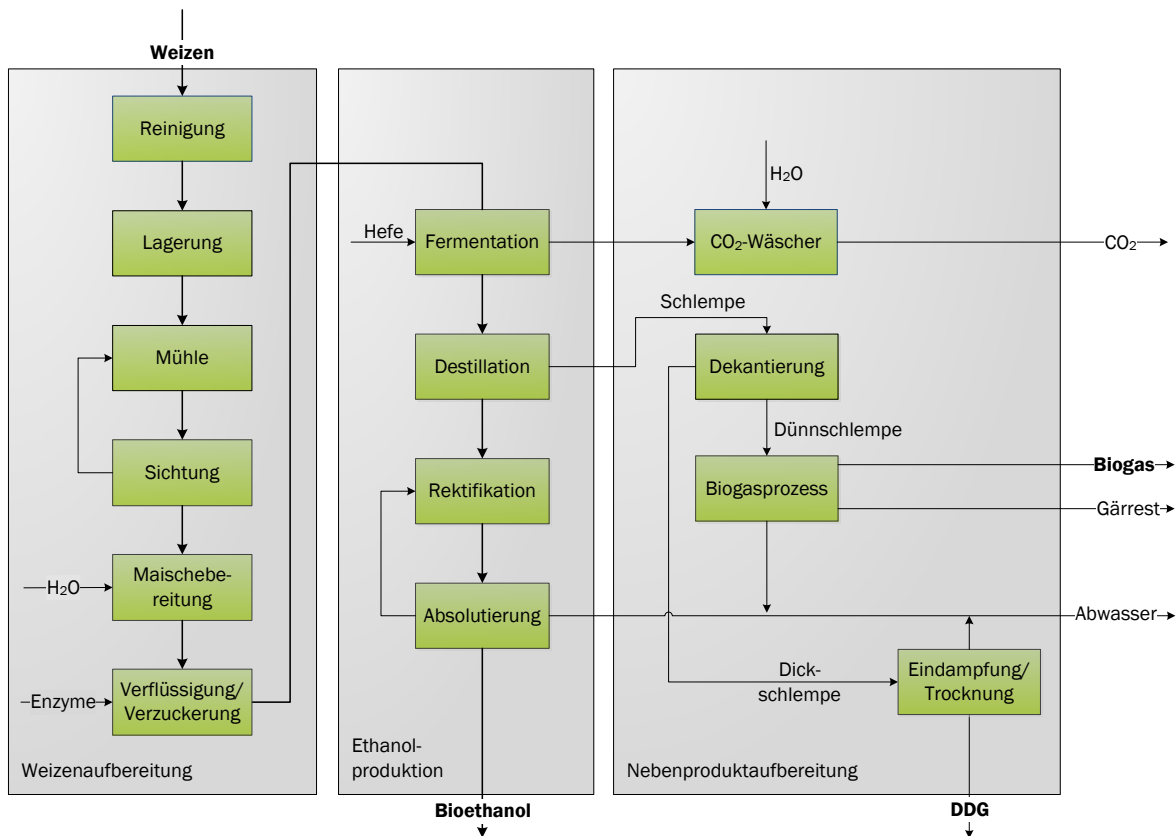 Weizen
Reinigung
Lagerung
Mühle
Sichtung
H₂O
Maischebe-
reitung
Enzyme
Verflüssigung/
Verzuckerung
Weizenaufbereitung
Hefe
Fermentation
Destillation
Rektifikation
Absolutierung
Ethanol-
produktion
Bioethanol
H₂O
CO₂-Wäscher
CO₂
Schlempe
Dekantierung
Dünnschlempe
Biogasprozess
Biogas
Gärrest
Abwasser
Dick-
schlempe
Eindampfung/
Trocknung
Nebenproduktaufbereitung
DDG